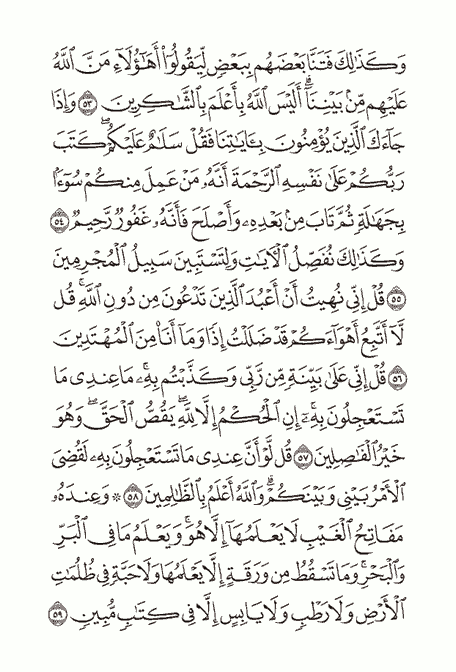 وَكَذَٰلِكَ فَتَنَّا بَعْضَهُم بِبَعْضٍ لِّيَقُولُوٓا۟ أَهَـٰٓؤُلَآءِ مَنَّ ٱللَّهُ
عَلَيْهِم مِّنۢ بَيْنِنَآ ۗ أَلَيْسَ ٱللَّهُ بِأَعْلَمَ بِٱلشَّـٰكِرِينَ ٥٣ وَإِذَا
جَآءَكَ ٱلَّذِينَ يُؤْمِنُونَ بِـَٔايَـٰتِنَا فَقُلْ سَلَـٰمٌ عَلَيْكُمْ ۖ كَتَبَ
رَبُّكُمْ عَلَىٰ نَفْسِهِ ٱلرَّحْمَةَ ۖ أَنَّهُۥ مَنْ عَمِلَ مِنكُمْ سُوٓءًۢا
بِجَهَـٰلَةٍ ثُمَّ تَابَ مِنۢ بَعْدِهِۦ وَأَصْلَحَ فَأَنَّهُۥ غَفُورٌ رَّحِيمٌ ٥٤
وَكَذَٰلِكَ نُفَصِّلُ ٱلْـَٔايَـٰتِ وَلِتَسْتَبِينَ سَبِيلُ ٱلْمُجْرِمِينَ
٥٥ قُلْ إِنِّى نُهِيتُ أَنْ أَعْبُدَ ٱلَّذِينَ تَدْعُونَ مِن دُونِ ٱللَّهِ ۚ قُل
لَّآ أَتَّبِعُ أَهْوَآءَكُمْ ۙ قَدْ ضَلَلْتُ إِذًا وَمَآ أَنَا۠ مِنَ ٱلْمُهْتَدِينَ
٥٦ قُلْ إِنِّى عَلَىٰ بَيِّنَةٍ مِّن رَّبِّى وَكَذَّبْتُم بِهِۦ ۚ مَا عِندِى مَا
تَسْتَعْجِلُونَ بِهِۦٓ ۚ إِنِ ٱلْحُكْمُ إِلَّا لِلَّهِ ۖ يَقُصُّ ٱلْحَقَّ ۖ وَهُوَ
خَيْرُ ٱلْفَـٰصِلِينَ ٥٧ قُل لَّوْ أَنَّ عِندِى مَا تَسْتَعْجِلُونَ بِهِۦ لَقُضِىَ
ٱلْأَمْرُ بَيْنِى وَبَيْنَكُمْ ۗ وَٱللَّهُ أَعْلَمُ بِٱلظَّـٰلِمِينَ ٥٨ ۞ وَعِندَهُۥ
مَفَاتِحُ ٱلْغَيْبِ لَا يَعْلَمُهَآ إِلَّا هُوَ ۚ وَيَعْلَمُ مَا فِى ٱلْبَرِّ
وَٱلْبَحْرِ ۚ وَمَا تَسْقُطُ مِن وَرَقَةٍ إِلَّا يَعْلَمُهَا وَلَا حَبَّةٍ فِى ظُلُمَـٰتِ
ٱلْأَرْضِ وَلَا رَطْبٍ وَلَا يَابِسٍ إِلَّا فِى كِتَـٰبٍ مُّبِينٍ ٥٩